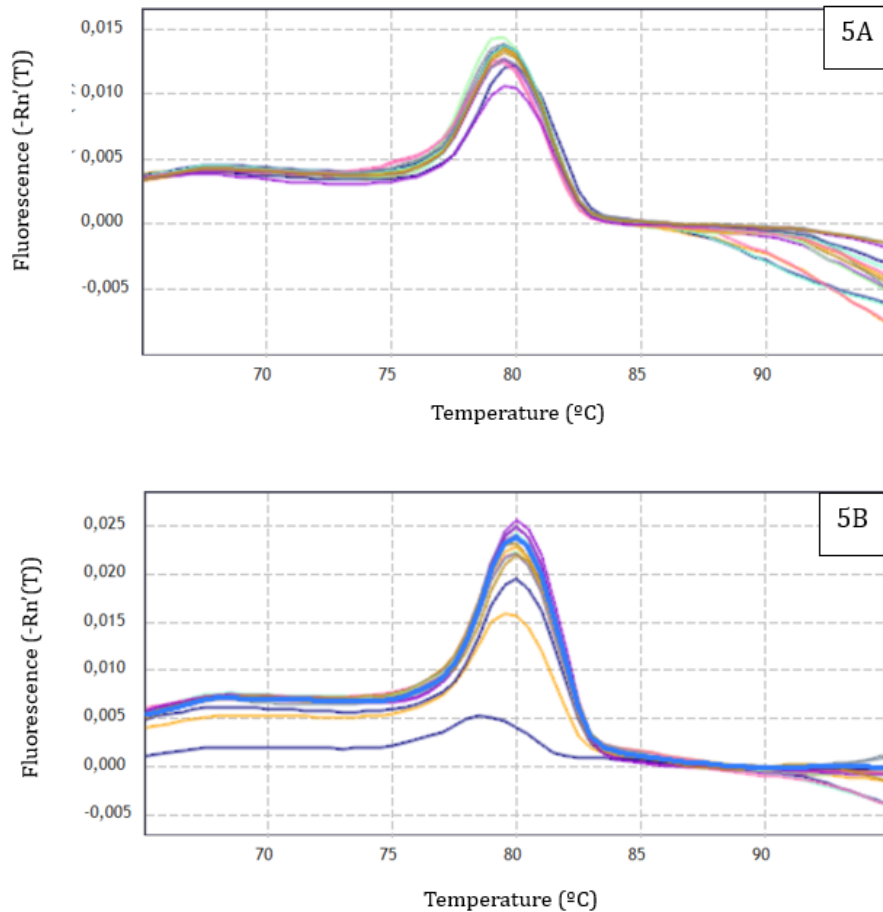 5A
0,015
0,010
0,005
0,000
-0,005
Fluorescence (-Rn'(T))
70 75 80 85 90
Temperature (ºC)
5B
0,025
0,020
0,015
0,010
0,005
0,000
-0,005
Fluorescence (-Rn'(T))
70 75 80 85 90
Temperature (ºC)